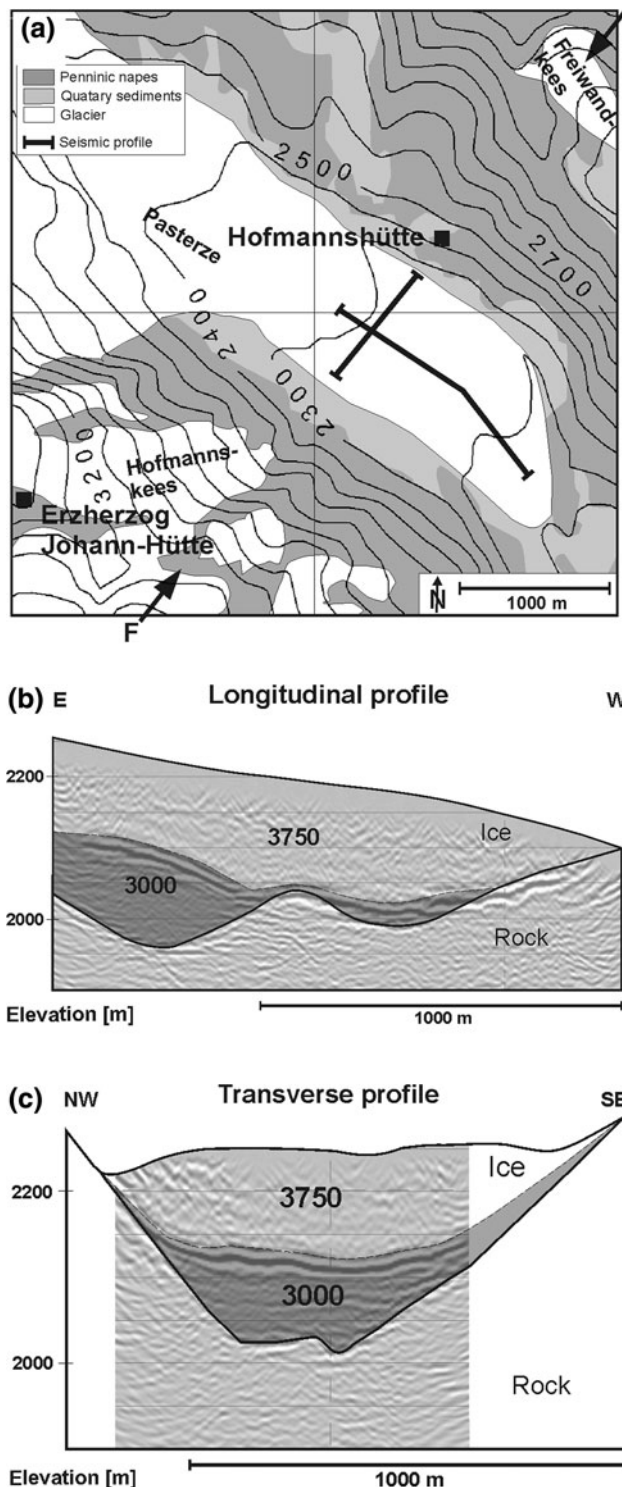 (a)
Penninic napes
Quatary sediments
Glacier
Seismic profile
Freiwand-
kees
2500
Pasterze
Hofmannshütte
2700
2400
2300
3200
Hofmanns-
kees
Erzherzog
Johann-Hütte
F
N
1000 m
(b) E Longitudinal profile W
2200
3750
Ice
3000
2000
Rock
Elevation [m]
1000 m
(c) NW Transverse profile SE
Ice
2200
3750
3000
2000
Rock
Elevation [m]
1000 m